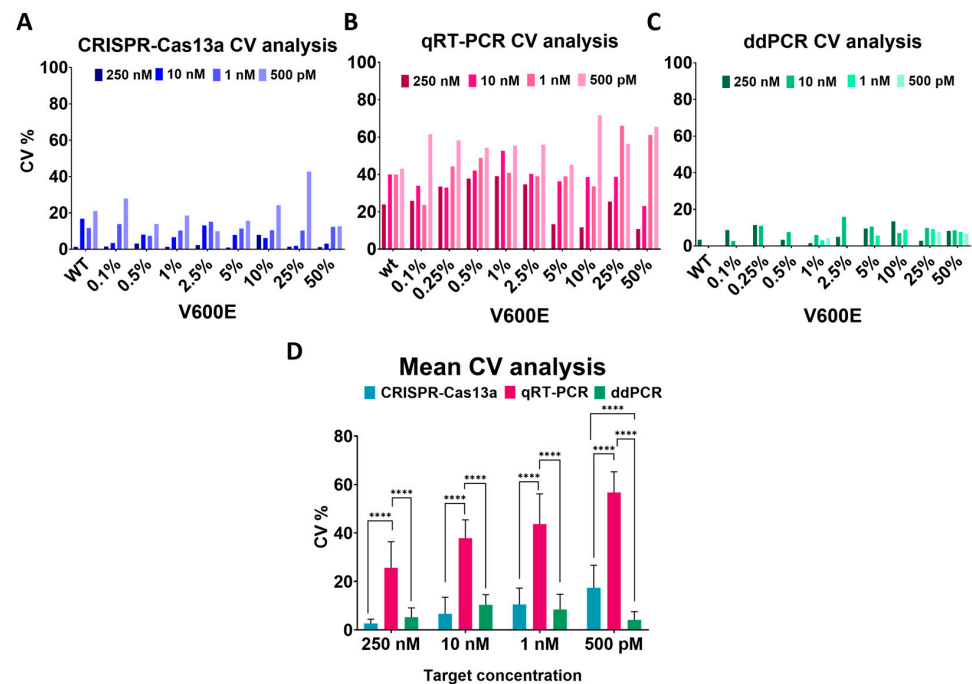 A
CRISPR-Cas13a CV analysis
250 nM 10 nM 1 nM 500 pM
100
80
60
40
20
0
CV %
WT 0.1% 0.5% 1% 2.5% 5% 10% 25% 50%
V600E
B
qRT-PCR CV analysis
250 nM 10 nM 1 nM 500 pM
100
80
60
40
20
0
wt 0.1% 0.25% 0.5% 1% 2.5% 5% 10% 25% 50%
V600E
C
ddPCR CV analysis
250 nM 10 nM 1 nM 500 pM
100
80
60
40
20
0
WT 0.1% 0.25% 0.5% 1% 2.5% 5% 10% 25% 50%
V600E
D
Mean CV analysis
CRISPR-Cas13a qRT-PCR ddPCR
80
60
40
20
0
CV %
**** **** **** **** **** **** **** **** ****
250 nM 10 nM 1 nM 500 pM
Target concentration